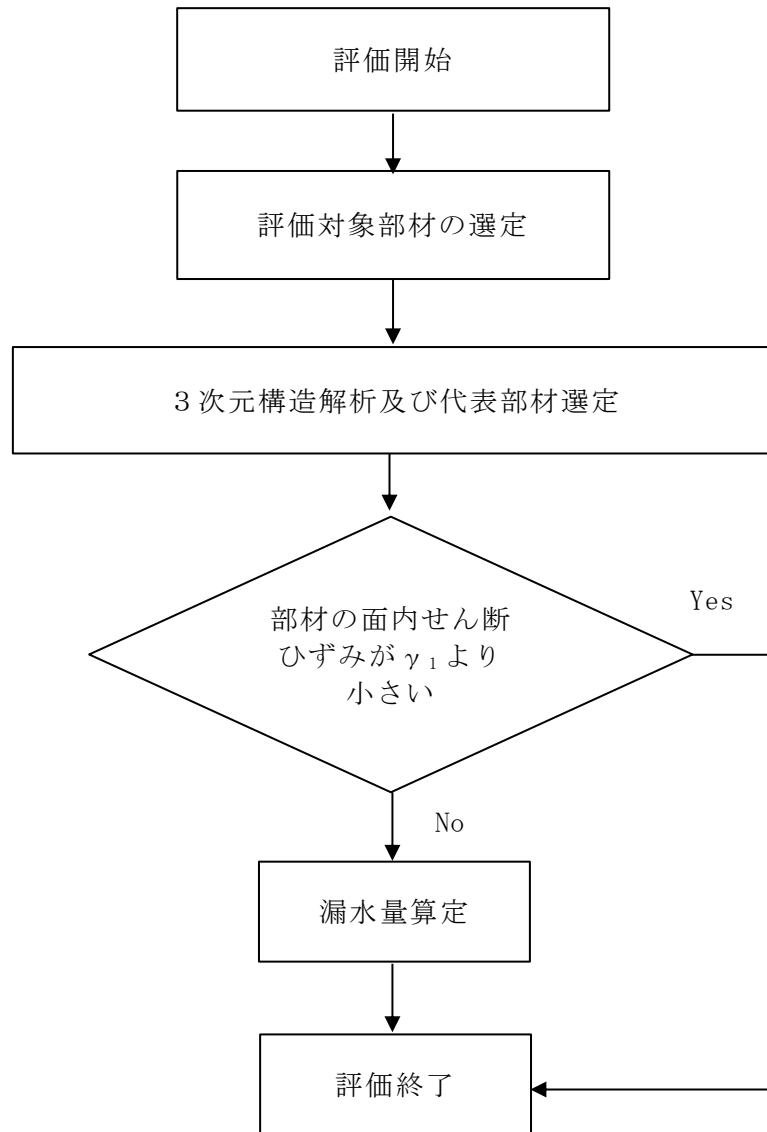 評価開始
評価対象部材の選定
３次元構造解析及び代表部材選定
部材の面内せん断
ひずみがγ₁より
小さい
Yes
No
漏水量算定
評価終了